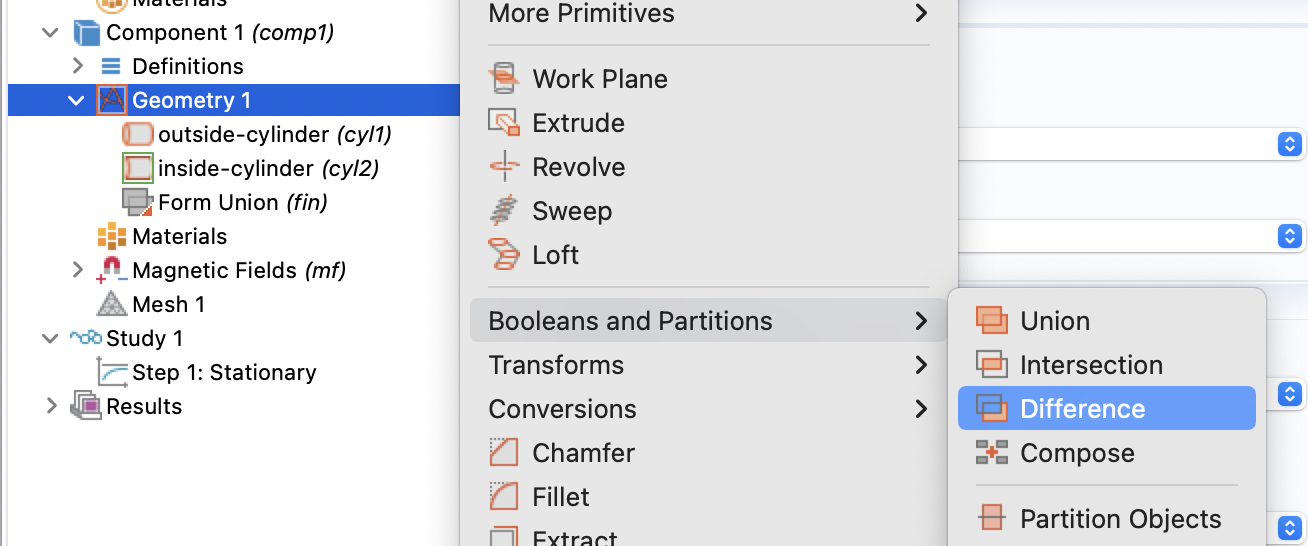 Materials
Component 1 (comp1)
Definitions
Geometry 1
outside-cylinder (cyl1)
inside-cylinder (cyl2)
Form Union (fin)
Materials
Magnetic Fields (mf)
Mesh 1
Study 1
Step 1: Stationary
Results
More Primitives
Work Plane
Extrude
Revolve
Sweep
Loft
Booleans and Partitions
Transforms
Conversions
Chamfer
Fillet
Extract
Union
Intersection
Difference
Compose
Partition Objects